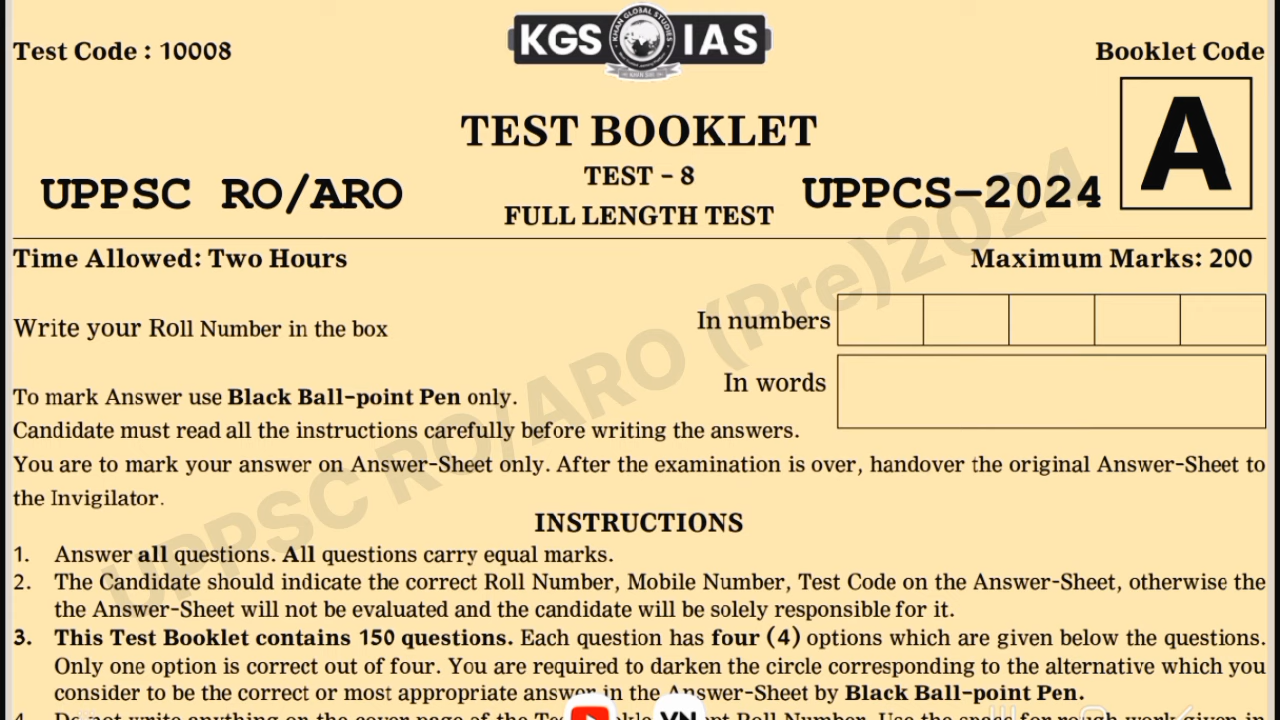 Test Code : 10008
KGS IAS
KHAN GLOBAL STUDIES
Booklet Code
A
TEST BOOKLET
TEST – 8
UPPSC RO/ARO
UPPCS–2024
FULL LENGTH TEST
Time Allowed: Two Hours
Maximum Marks: 200
Write your Roll Number in the box
In numbers
In words
To mark Answer use Black Ball-point Pen only.
Candidate must read all the instructions carefully before writing the answers.
You are to mark your answer on Answer-Sheet only. After the examination is over, handover the original Answer-Sheet to
the Invigilator.
UPPSC RO/ARO (Pre)2024
INSTRUCTIONS
1. Answer all questions. All questions carry equal marks.
2. The Candidate should indicate the correct Roll Number, Mobile Number, Test Code on the Answer-Sheet, otherwise the
the Answer-Sheet will not be evaluated and the candidate will be solely responsible for it.
3. This Test Booklet contains 150 questions. Each question has four (4) options which are given below the questions.
Only one option is correct out of four. You are required to darken the circle corresponding to the alternative which you
consider to be the correct or most appropriate answer in the Answer-Sheet by Black Ball-point Pen.
VN